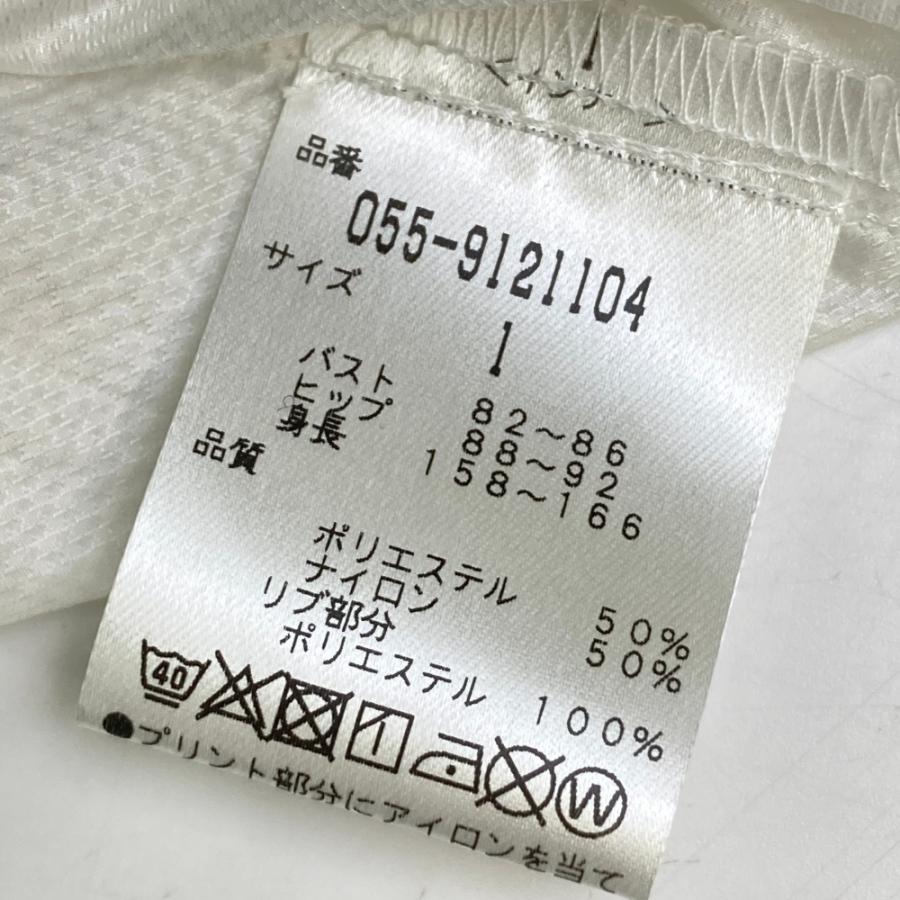 品番
055-9121104
サイズ
1
バスト 82~86
ヒップ 88~92
身長 158~166
品質
ポリエステル 50%
ナイロン 50%
リブ部分
ポリエステル 100%
40
W
●プリント部分にアイロンを当て